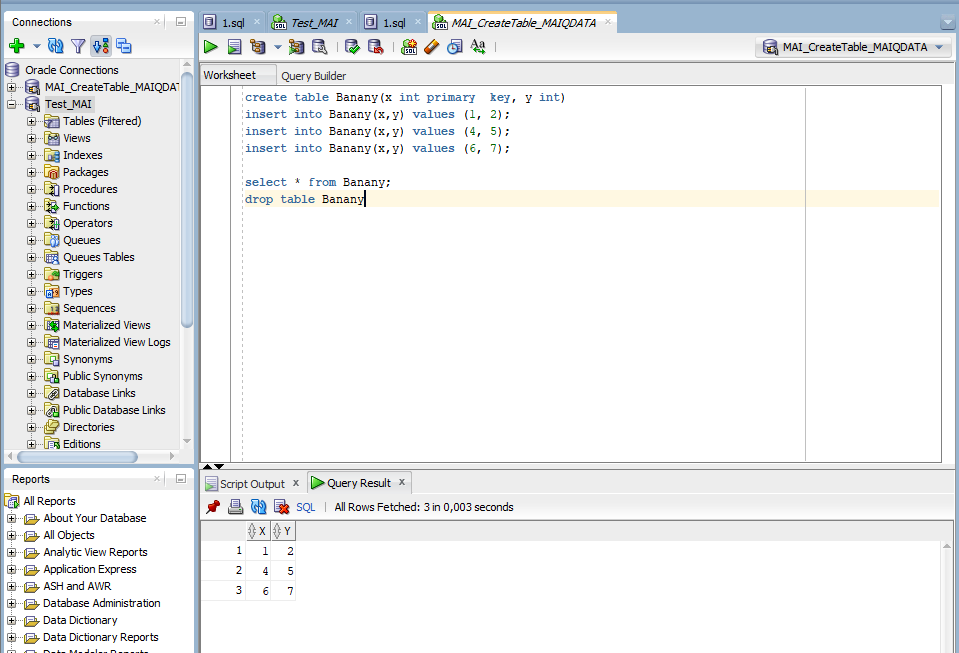 Connections
1.sql
Test_MAI
1.sql
MAI_CreateTable_MAIQDATA
MAI_CreateTable_MAIQDATA
Oracle Connections
MAI_CreateTable_MAIQDAT
Test_MAI
Tables (Filtered)
Views
Indexes
Packages
Procedures
Functions
Operators
Queues
Queues Tables
Triggers
Types
Sequences
Materialized Views
Materialized View Logs
Synonyms
Public Synonyms
Database Links
Public Database Links
Directories
Editions
Worksheet
Query Builder
create table Banany(x int primary  key, y int)
insert into Banany(x,y) values (1, 2);
insert into Banany(x,y) values (4, 5);
insert into Banany(x,y) values (6, 7);
select * from Banany;
drop table Banany
Reports
All Reports
About Your Database
All Objects
Analytic View Reports
Application Express
ASH and AWR
Database Administration
Data Dictionary
Data Dictionary Reports
Data Modeler Reports
Script Output
Query Result
SQL
All Rows Fetched: 3 in 0,003 seconds
X Y
1 1 2
2 4 5
3 6 7